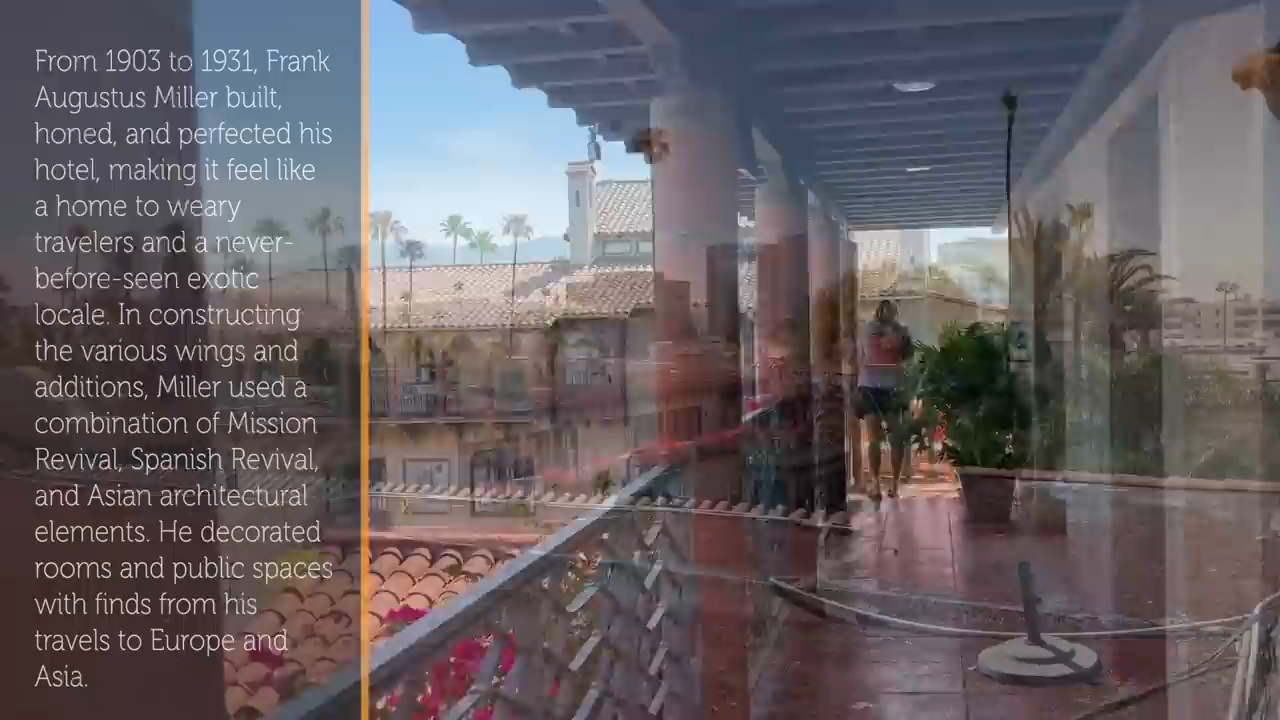 From 1903 to 1931, Frank
Augustus Miller built,
honed, and perfected his
hotel, making it feel like
a home to weary
travelers and a never-
before-seen exotic
locale. In constructing
the various wings and
additions, Miller used a
combination of Mission
Revival, Spanish Revival,
and Asian architectural
elements. He decorated
rooms and public spaces
with finds from his
travels to Europe and
Asia.